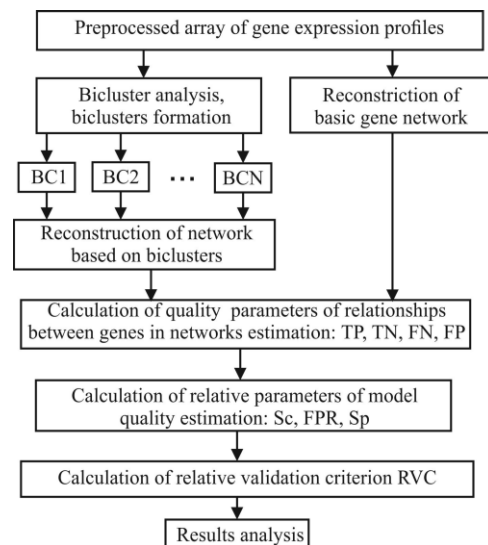 Preprocessed array of gene expression profiles
Bicluster analysis,
biclusters formation
Reconstriction of
basic gene network
BC1
BC2
...
BCN
Reconstruction of network
based on biclusters
Calculation of quality parameters of relationships
between genes in networks estimation: TP, TN, FN, FP
Calculation of relative parameters of model
quality estimation: Sc, FPR, Sp
Calculation of relative validation criterion RVC
Results analysis